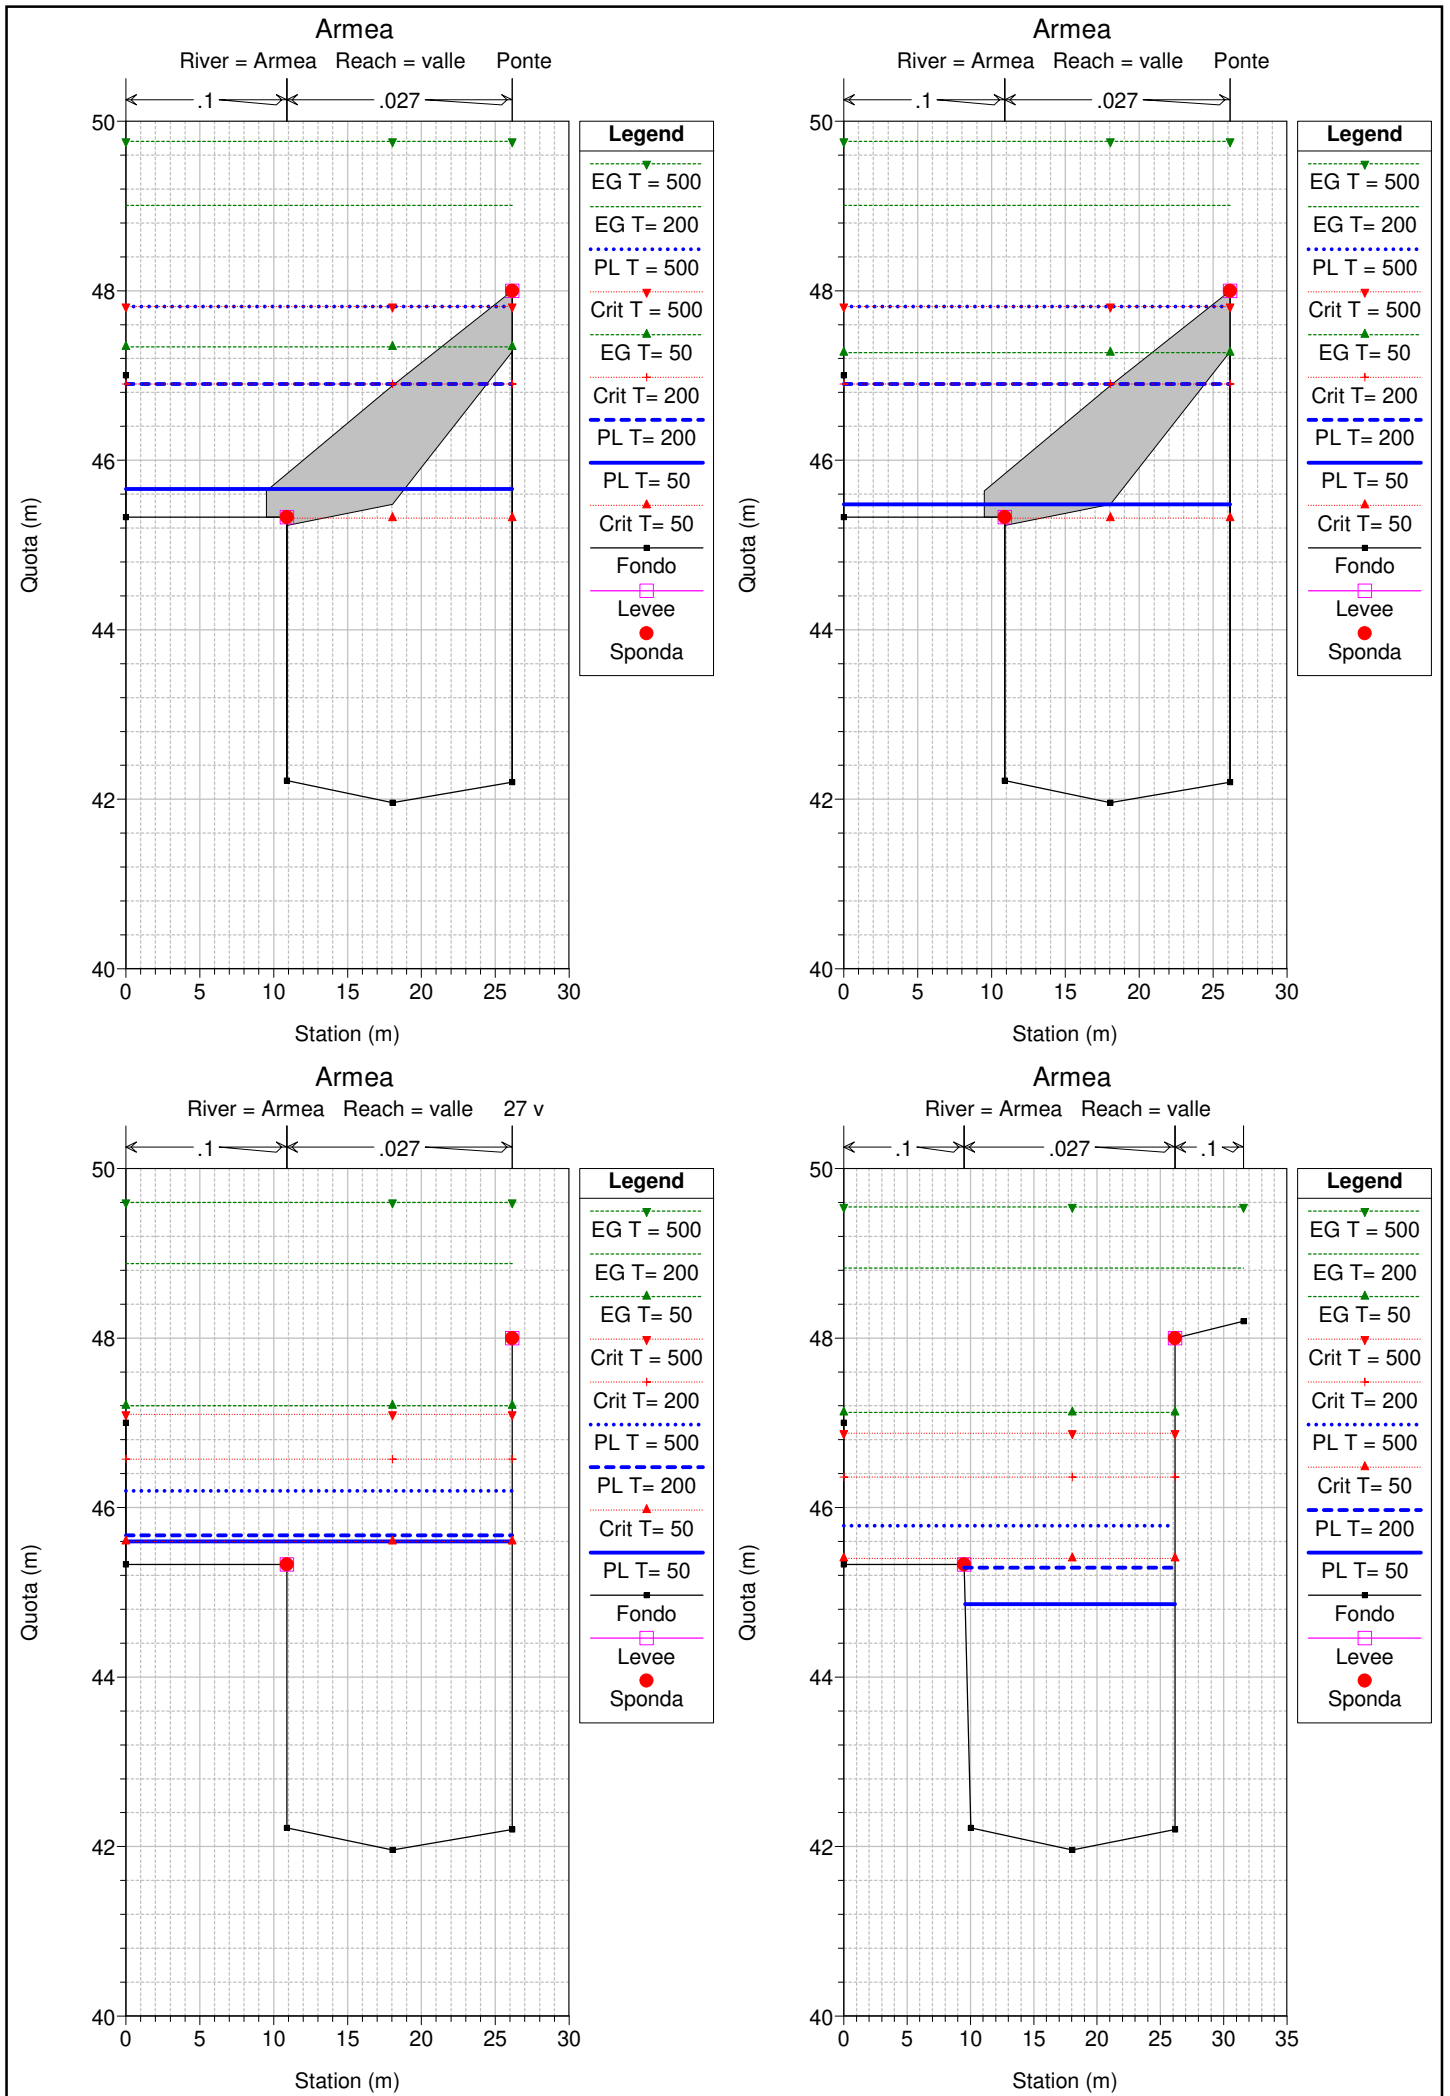 Armea
River = Armea Reach = valle Ponte
.1 .027
50
48
46
44
42
40
Quota (m)
0 5 10 15 20 25 30
Station (m)
Legend
EG T = 500
EG T= 200
PL T = 500
Crit T = 500
EG T= 50
Crit T= 200
PL T= 200
PL T= 50
Crit T= 50
Fondo
Levee
Sponda
Armea
River = Armea Reach = valle Ponte
.1 .027
50
48
46
44
42
40
Quota (m)
0 5 10 15 20 25 30
Station (m)
Legend
EG T = 500
EG T= 200
PL T = 500
Crit T = 500
EG T= 50
Crit T= 200
PL T= 200
PL T= 50
Crit T= 50
Fondo
Levee
Sponda
Armea
River = Armea Reach = valle 27 v
.1 .027
50
48
46
44
42
40
Quota (m)
0 5 10 15 20 25 30
Station (m)
Legend
EG T = 500
EG T= 200
EG T= 50
Crit T = 500
Crit T= 200
PL T = 500
PL T= 200
Crit T= 50
PL T= 50
Fondo
Levee
Sponda
Armea
River = Armea Reach = valle
.1 .027 .1
50
48
46
44
42
40
Quota (m)
0 5 10 15 20 25 30 35
Station (m)
Legend
EG T = 500
EG T= 200
EG T= 50
Crit T = 500
Crit T= 200
PL T = 500
Crit T= 50
PL T= 200
PL T= 50
Fondo
Levee
Sponda